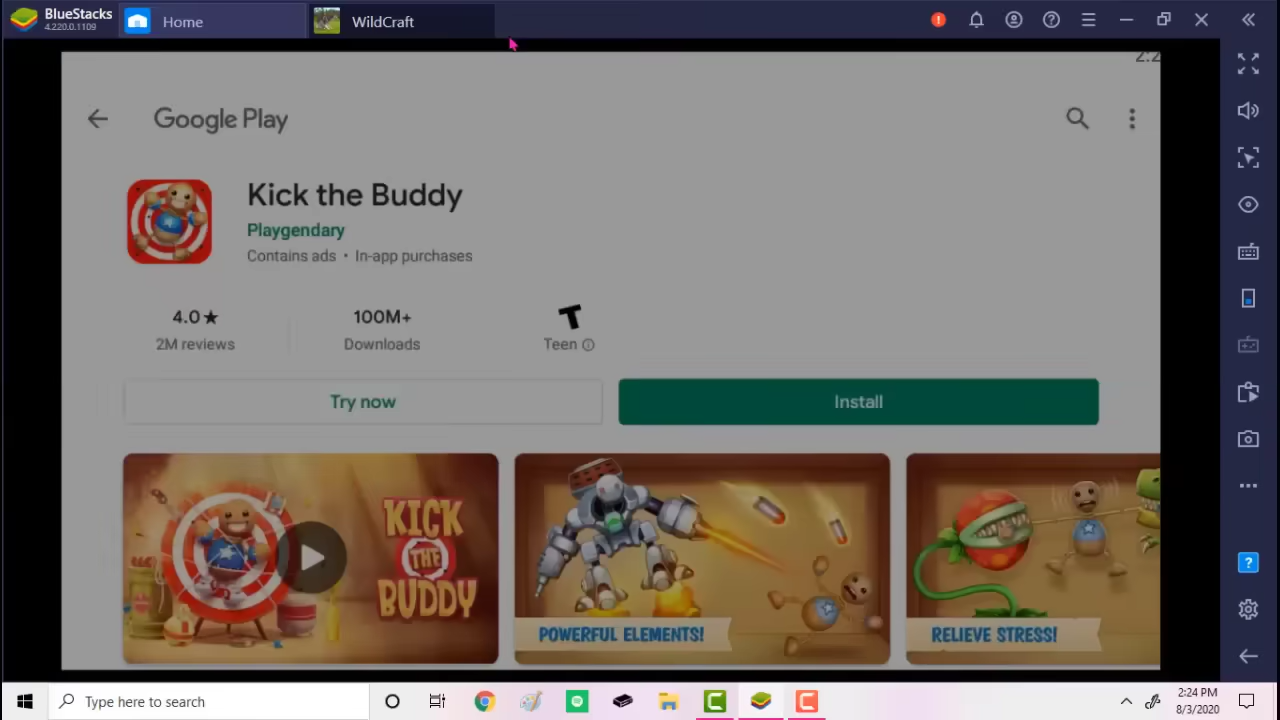 BlueStacks
4.220.0.1109
Home
WildCraft
Google Play
Kick the Buddy
Playgendary
Contains ads • In-app purchases
4.0★
2M reviews
100M+
Downloads
T
Teen
Try now
Install
KICK
THE
BUDDY
POWERFUL ELEMENTS!
RELIEVE STRESS!
Type here to search
2:24 PM
8/3/2020